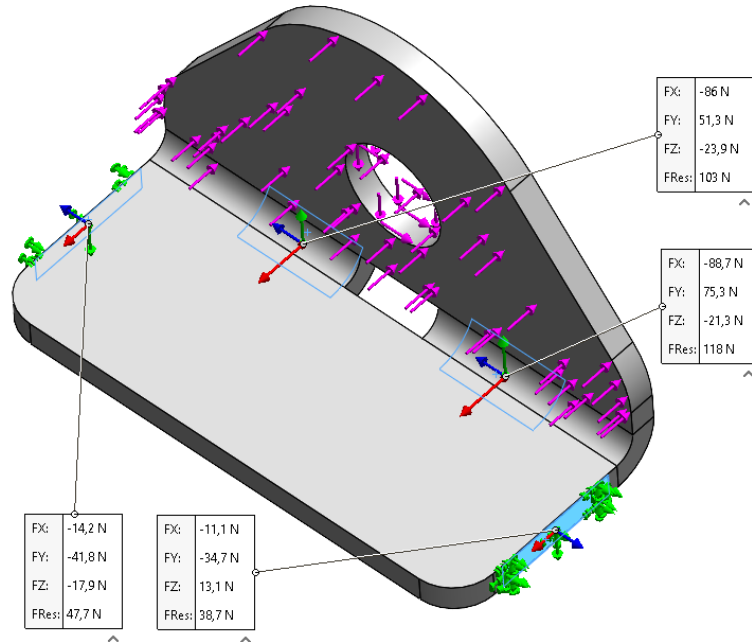 FX: -86 N
FY: 51,3 N
FZ: -23,9 N
FRes: 103 N
FX: -88,7 N
FY: 75,3 N
FZ: -21,3 N
FRes: 118 N
FX: -14,2 N
FY: -41,8 N
FZ: -17,9 N
FRes: 47,7 N
FX: -11,1 N
FY: -34,7 N
FZ: 13,1 N
FRes: 38,7 N